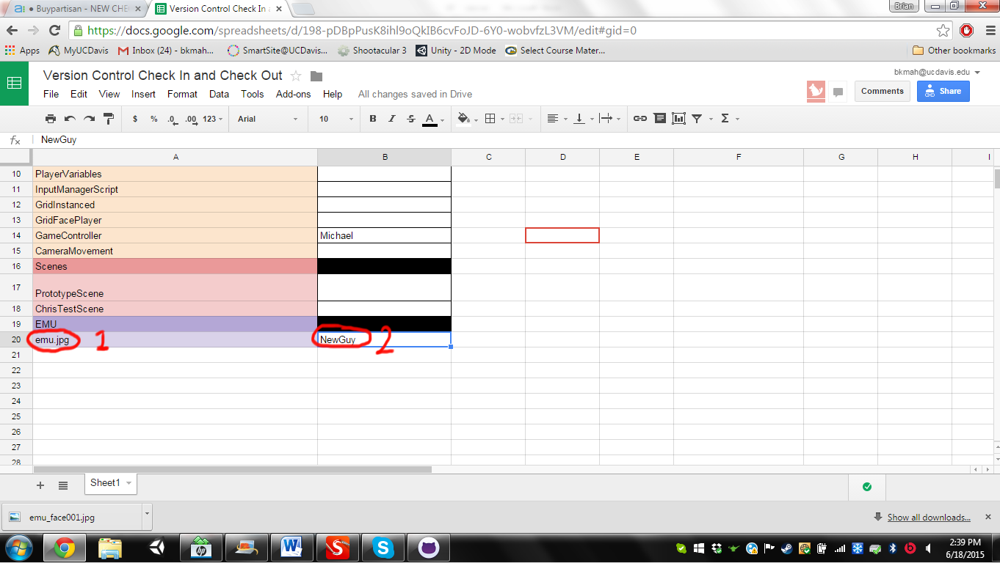 a: • Buypartisan - NEW CHE × Version Control Check In a × Brian
https://docs.google.com/spreadsheets/d/198-pDBpPusK8ihl9oQkIB6cvFoJD-6Y0-wobvfzL3VM/edit#gid=0
Apps MyUCDavis Inbox (24) - bkmah... SmartSite@UCDavis... Shootacular 3 Unity - 2D Mode Select Course Mater... Other bookmarks
Version Control Check In and Check Out bkmah@ucdavis.edu
File Edit View Insert Format Data Tools Add-ons Help All changes saved in Drive Comments Share
$ % .0 .00 123 Arial 10 B I S A Σ
fx NewGuy
A B C D E F G H I
10 PlayerVariables
11 InputManagerScript
12 GridInstanced
13 GridFacePlayer
14 GameController Michael
15 CameraMovement
16 Scenes
17 PrototypeScene
18 ChrisTestScene
19 EMU
20 emu.jpg 1 NewGuy 2
21
22
23
24
25
26
27
28
+ Sheet1
emu_face001.jpg Show all downloads... ×
hp W S S b 2:39 PM
6/18/2015